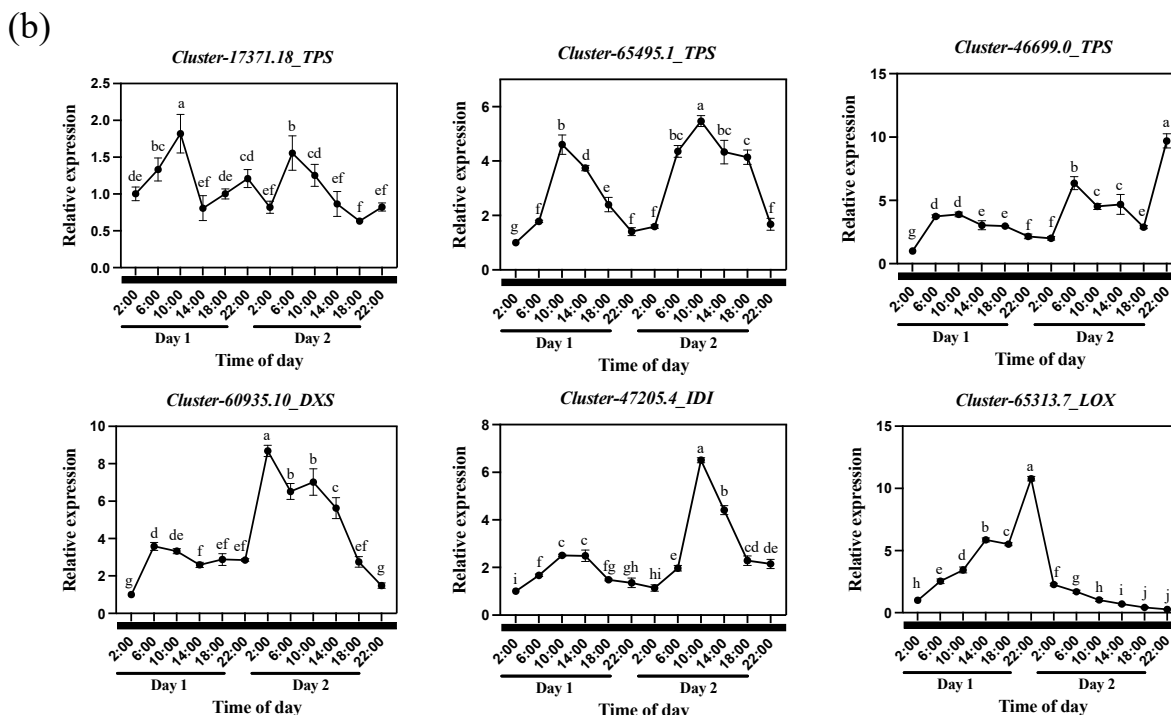 (b)
Cluster-17371.18_TPS
Relative expression
2.5
2.0
1.5
1.0
0.5
0.0
de
bc
a
ef
de
cd
ef
b
cd
ef
f
ef
2:00
6:00
10:00
14:00
18:00
22:00
2:00
6:00
10:00
14:00
18:00
22:00
Day 1
Day 2
Time of day
Cluster-65495.1_TPS
Relative expression
6
4
2
0
g
f
b
d
e
f
f
bc
a
bc
c
f
2:00
6:00
10:00
14:00
18:00
22:00
2:00
6:00
10:00
14:00
18:00
22:00
Day 1
Day 2
Time of day
Cluster-46699.0_TPS
Relative expression
15
10
5
0
g
d
d
e
e
f
f
b
c
c
e
a
2:00
6:00
10:00
14:00
18:00
22:00
2:00
6:00
10:00
14:00
18:00
22:00
Day 1
Day 2
Time of day
Cluster-60935.10_DXS
Relative expression
10
8
6
4
2
0
g
d
de
f
ef
ef
a
b
b
c
ef
g
2:00
6:00
10:00
14:00
18:00
22:00
2:00
6:00
10:00
14:00
18:00
22:00
Day 1
Day 2
Time of day
Cluster-47205.4_IDI
Relative expression
8
6
4
2
0
i
f
c
c
fg
gh
hi
e
a
b
cd
de
2:00
6:00
10:00
14:00
18:00
22:00
2:00
6:00
10:00
14:00
18:00
22:00
Day 1
Day 2
Time of day
Cluster-65313.7_LOX
Relative expression
15
10
5
0
h
e
d
b
c
a
f
g
h
i
j
j
2:00
6:00
10:00
14:00
18:00
22:00
2:00
6:00
10:00
14:00
18:00
22:00
Day 1
Day 2
Time of day